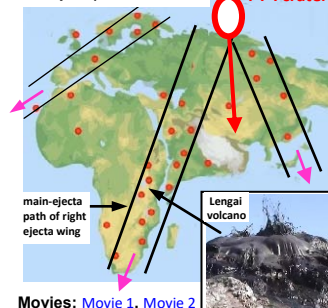 main-ejecta
path of right
ejecta wing
Lengai
volcano
Movies: Movie 1, Movie 2